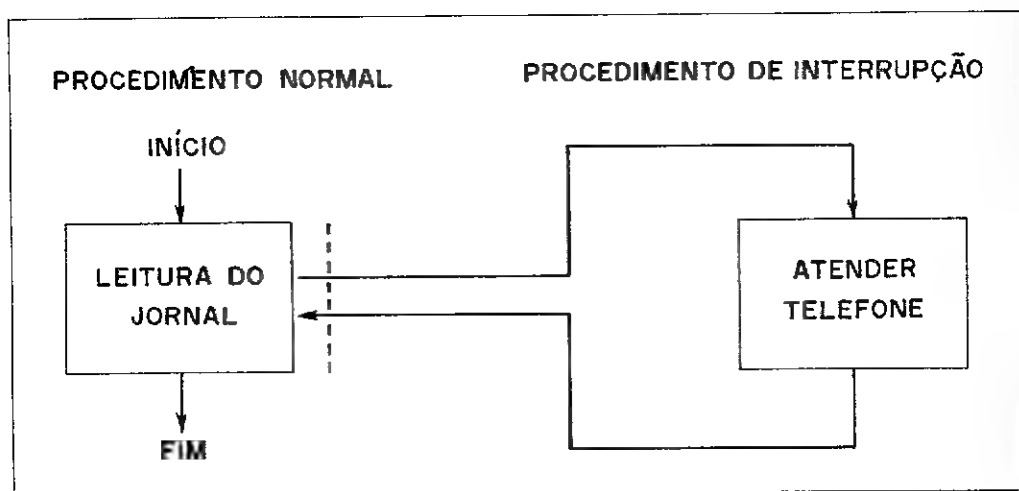 PROCEDIMENTO NORMAL
PROCEDIMENTO DE INTERRUPÇÃO
INÍCIO
LEITURA DO
JORNAL
ATENDER
TELEFONE
FIM